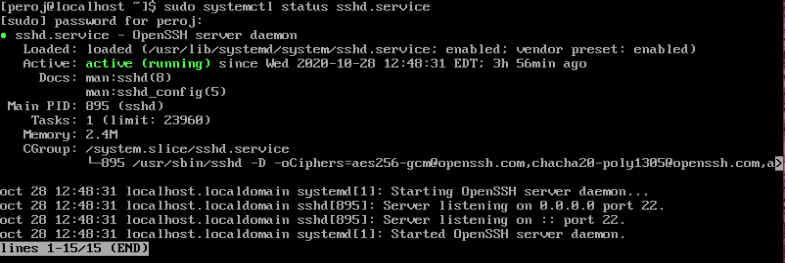 [peroj@localhost ~]$ sudo systemctl status sshd.service
[sudo] password for peroj:
● sshd.service - OpenSSH server daemon
   Loaded: loaded (/usr/lib/systemd/system/sshd.service; enabled; vendor preset: enabled)
   Active: active (running) since Wed 2020-10-28 12:48:31 EDT; 3h 56min ago
     Docs: man:sshd(8)
           man:sshd_config(5)
 Main PID: 895 (sshd)
    Tasks: 1 (limit: 23960)
   Memory: 2.4M
   CGroup: /system.slice/sshd.service
           └─895 /usr/sbin/sshd -D -oCiphers=aes256-gcm@openssh.com,chacha20-poly1305@openssh.com,a>
oct 28 12:48:31 localhost.localdomain systemd[1]: Starting OpenSSH server daemon...
oct 28 12:48:31 localhost.localdomain sshd[895]: Server listening on 0.0.0.0 port 22.
oct 28 12:48:31 localhost.localdomain sshd[895]: Server listening on :: port 22.
oct 28 12:48:31 localhost.localdomain systemd[1]: Started OpenSSH server daemon.
lines 1-15/15 (END)